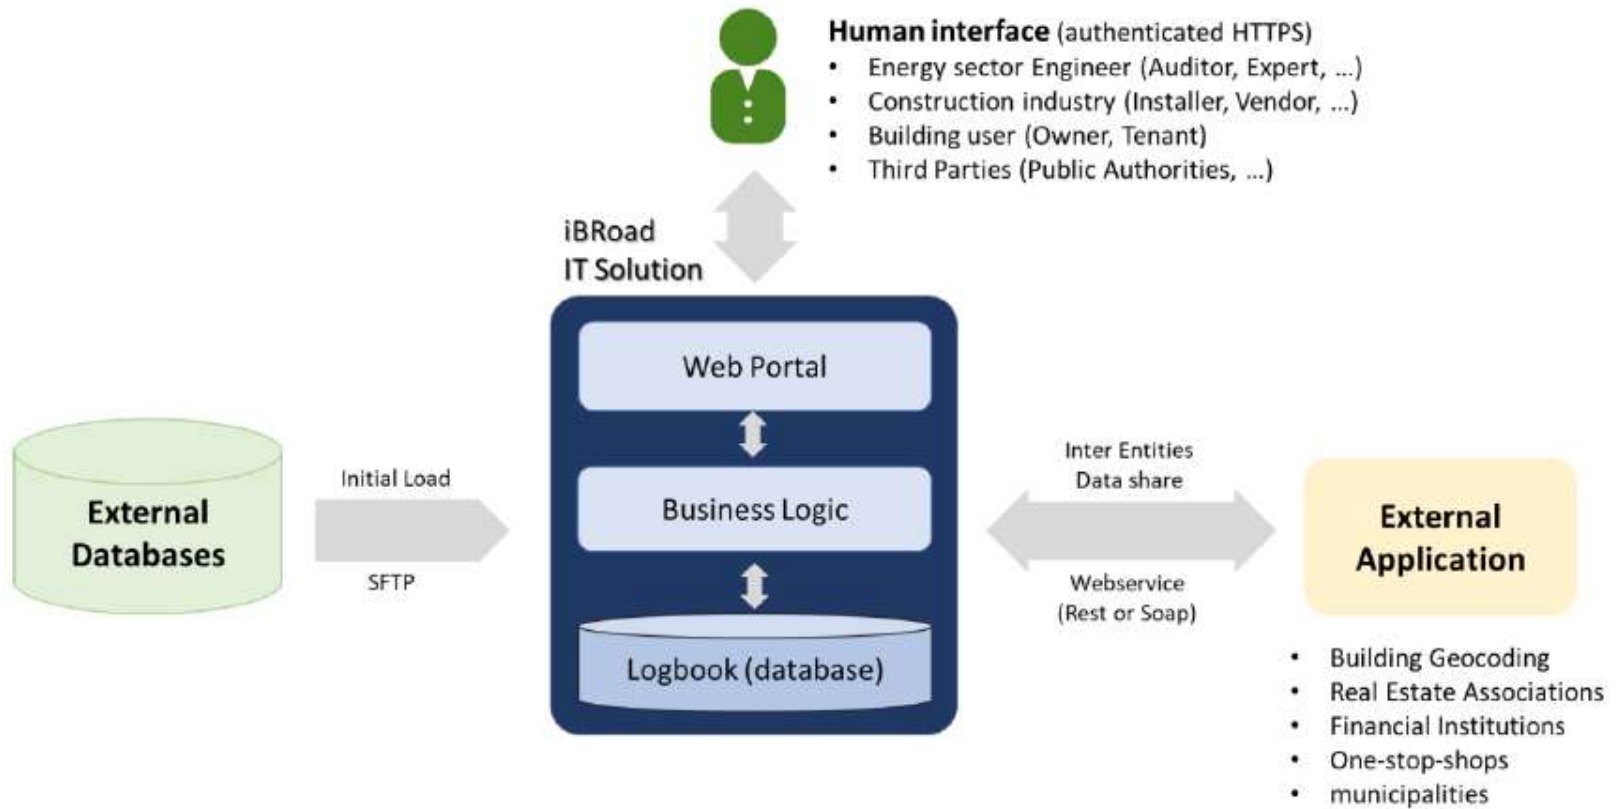 Human interface (authenticated HTTPS)
• Energy sector Engineer (Auditor, Expert, ...)
• Construction industry (Installer, Vendor, ...)
• Building user (Owner, Tenant)
• Third Parties (Public Authorities, ...)
iBRoad
IT Solution
Web Portal
Business Logic
Logbook (database)
External
Databases
Initial Load
SFTP
Inter Entities
Data share
Webservice
(Rest or Soap)
External
Application
• Building Geocoding
• Real Estate Associations
• Financial Institutions
• One-stop-shops
• municipalities